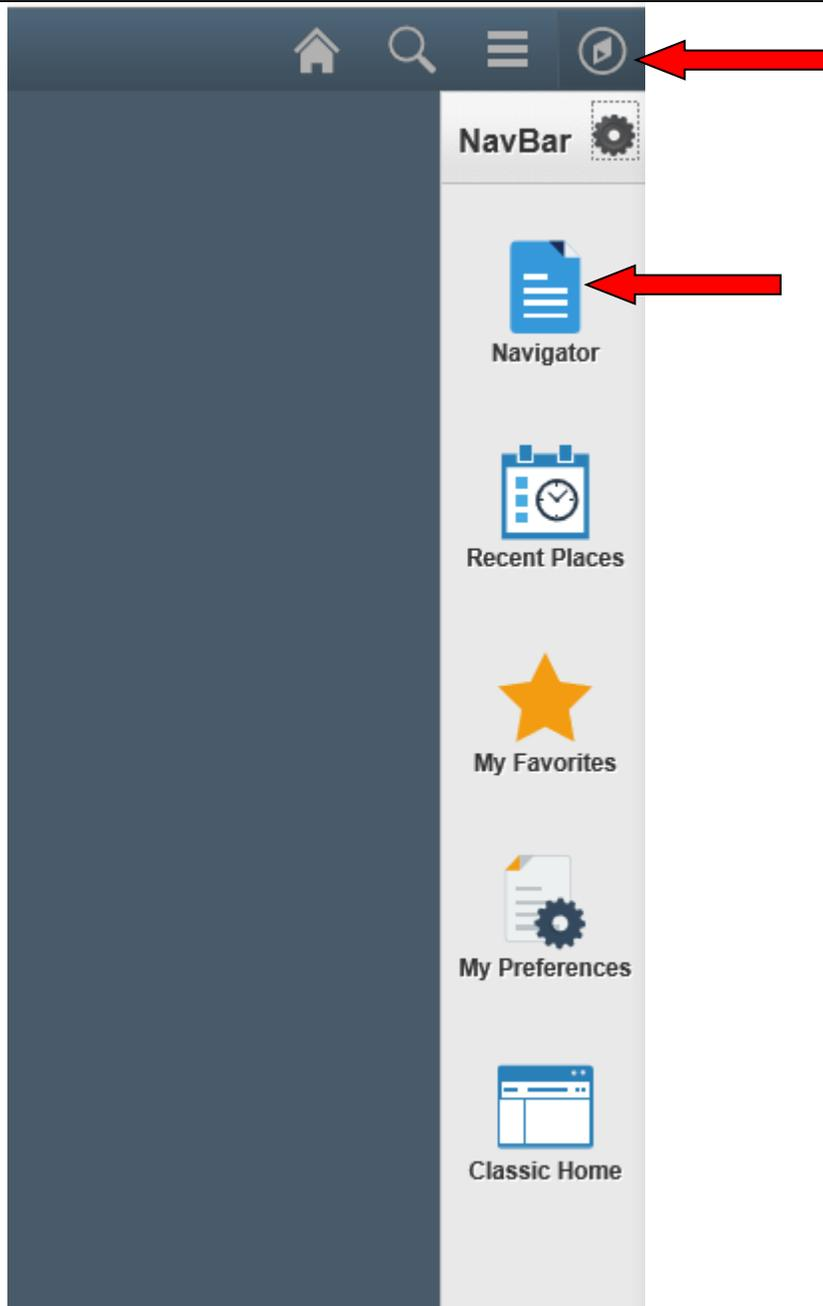 NavBar
Navigator
Recent Places
My Favorites
My Preferences
Classic Home